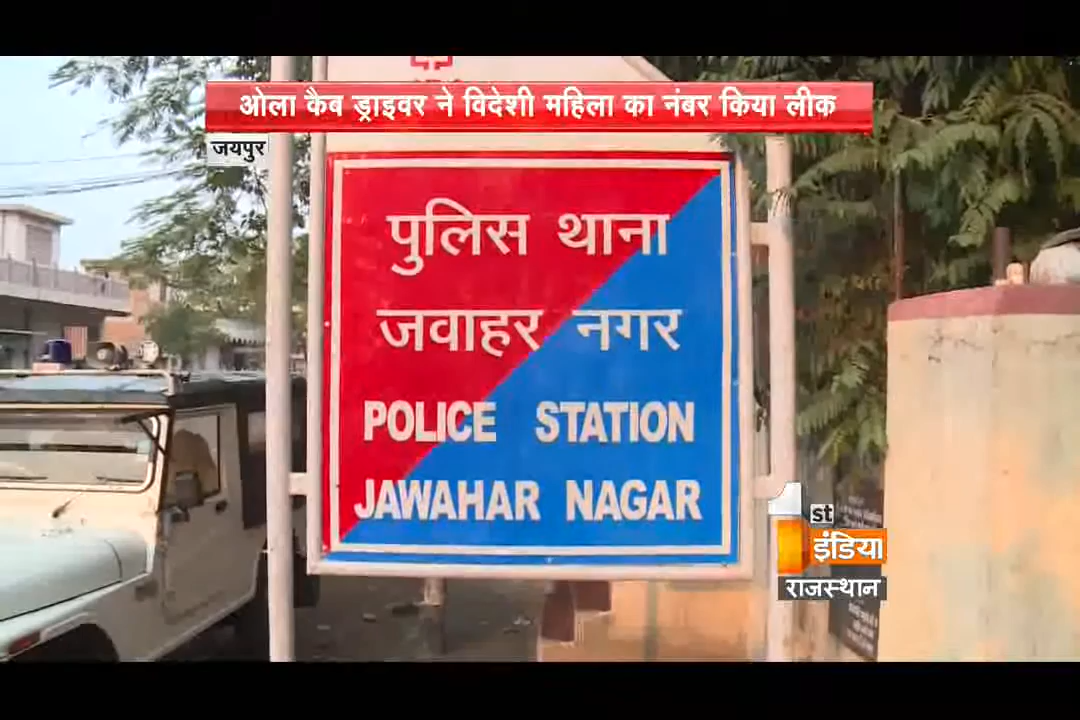 ओला कैब ड्राइवर ने विदेशी महिला का नंबर किया लीक
जयपुर
पुलिस थाना
जवाहर नगर
POLICE STATION
JAWAHAR NAGAR
1st
इंडिया
राजस्थान